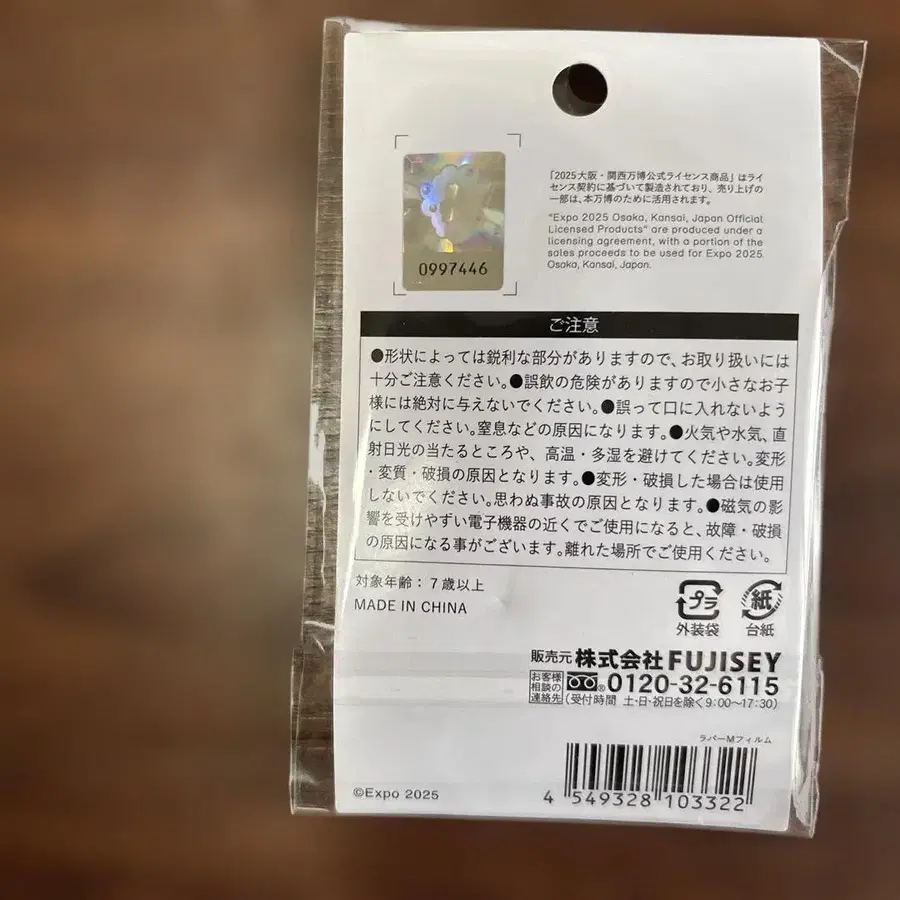 「2025大阪・関西万博公式ライセンス商品」はライ
センス契約に基づいて製造されており、売り上げの
一部は、本万博のために活用されます。
"Expo 2025 Osaka, Kansai, Japan Official
Licensed Products" are produced under a
licensing agreement, with a portion of the
sales proceeds to be used for Expo 2025
Osaka, Kansai, Japan.
0997446
ご注意
●形状によっては鋭利な部分がありますので、お取り扱いには
十分ご注意ください。●誤飲の危険がありますので小さなお子
様には絶対に与えないでください。●誤って口に入れないよう
にしてください。窒息などの原因になります。●火気や水気、直
射日光の当たるところや、高温・多湿を避けてください。変形
・変質・破損の原因となります。●変形・破損した場合は使用
しないでください。思わぬ事故の原因となります。●磁気の影
響を受けやすい電子機器の近くでご使用になると、故障・破損
の原因になる事がございます。離れた場所でご使用ください。
対象年齢：7歳以上
MADE IN CHINA
プラ
外装袋
紙
台紙
販売元 株式会社FUJISEY
お客様
相談の
連絡先
0120-32-6115
(受付時間 土・日・祝日を除く9:00〜17:30)
ラバーMフィルム
©Expo 2025
4 549328 103322